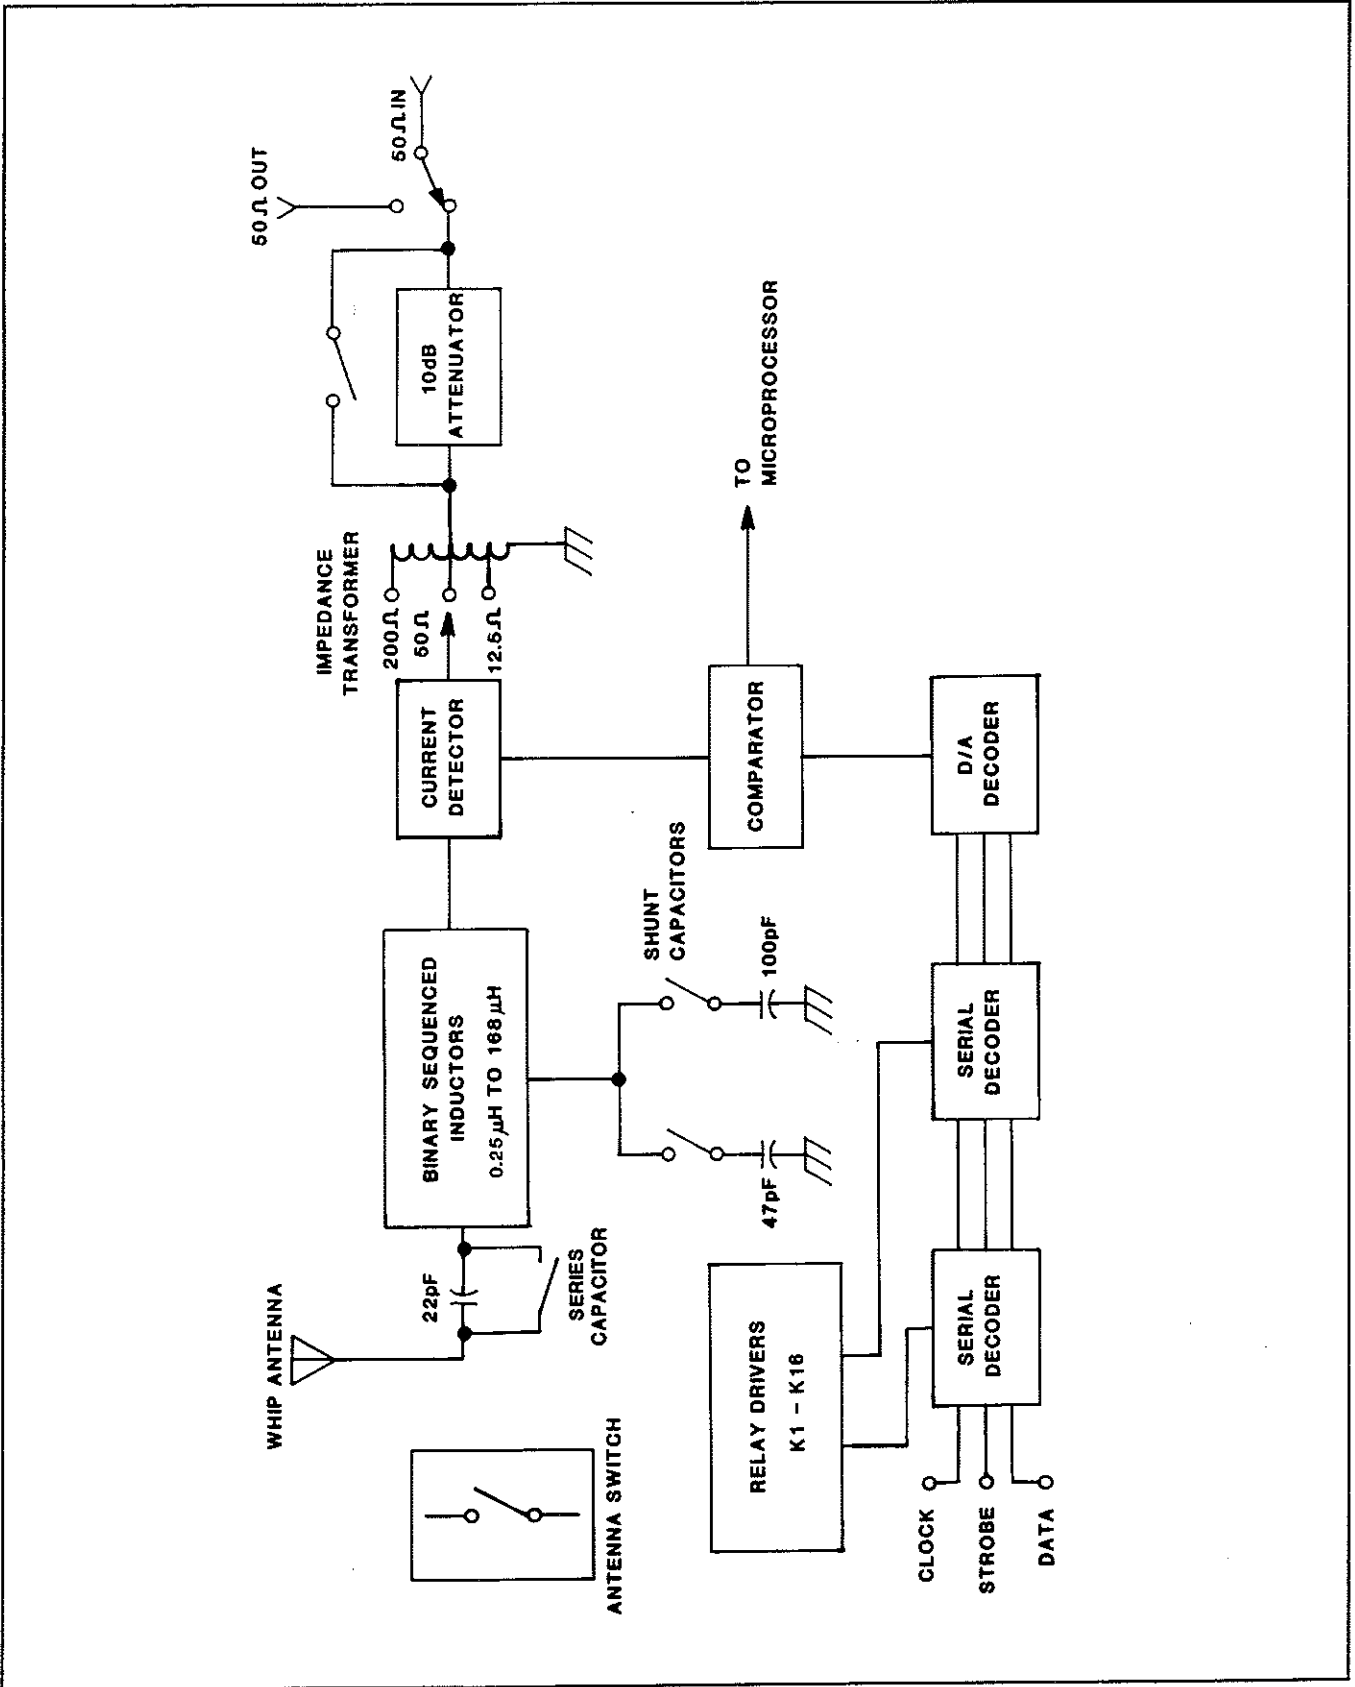 WHIP ANTENNA
22pF
SERIES
CAPACITOR
ANTENNA SWITCH
BINARY SEQUENCED
INDUCTORS
0.25µH TO 168µH
47pF
100pF
SHUNT
CAPACITORS
CURRENT
DETECTOR
IMPEDANCE
TRANSFORMER
200Ω
50Ω
12.5Ω
10dB
ATTENUATOR
50Ω OUT
50Ω IN
RELAY DRIVERS
K1 - K16
COMPARATOR
TO
MICROPROCESSOR
CLOCK
STROBE
DATA
SERIAL
DECODER
SERIAL
DECODER
D/A
DECODER